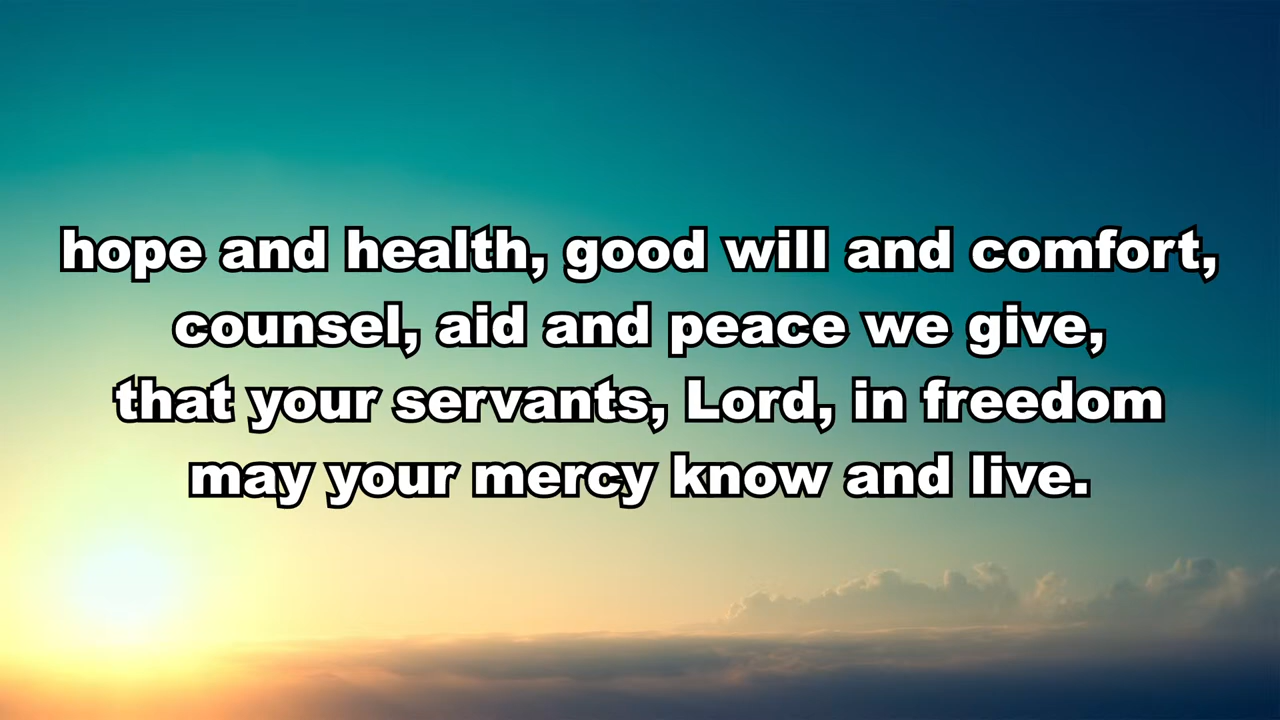 hope and health, good will and comfort,
counsel, aid and peace we give,
that your servants, Lord, in freedom
may your mercy know and live.